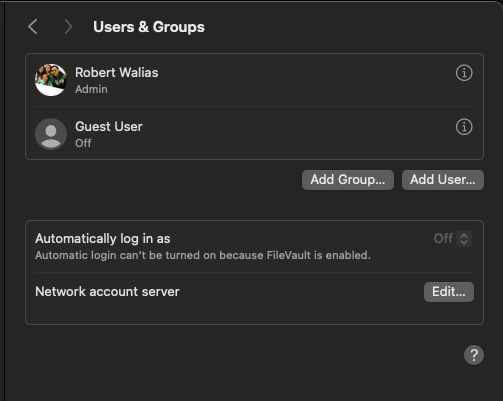 Users & Groups
Robert Walias
Admin
Guest User
Off
Add Group...
Add User...
Automatically log in as
Off
Automatic login can't be turned on because FileVault is enabled.
Network account server
Edit...
?